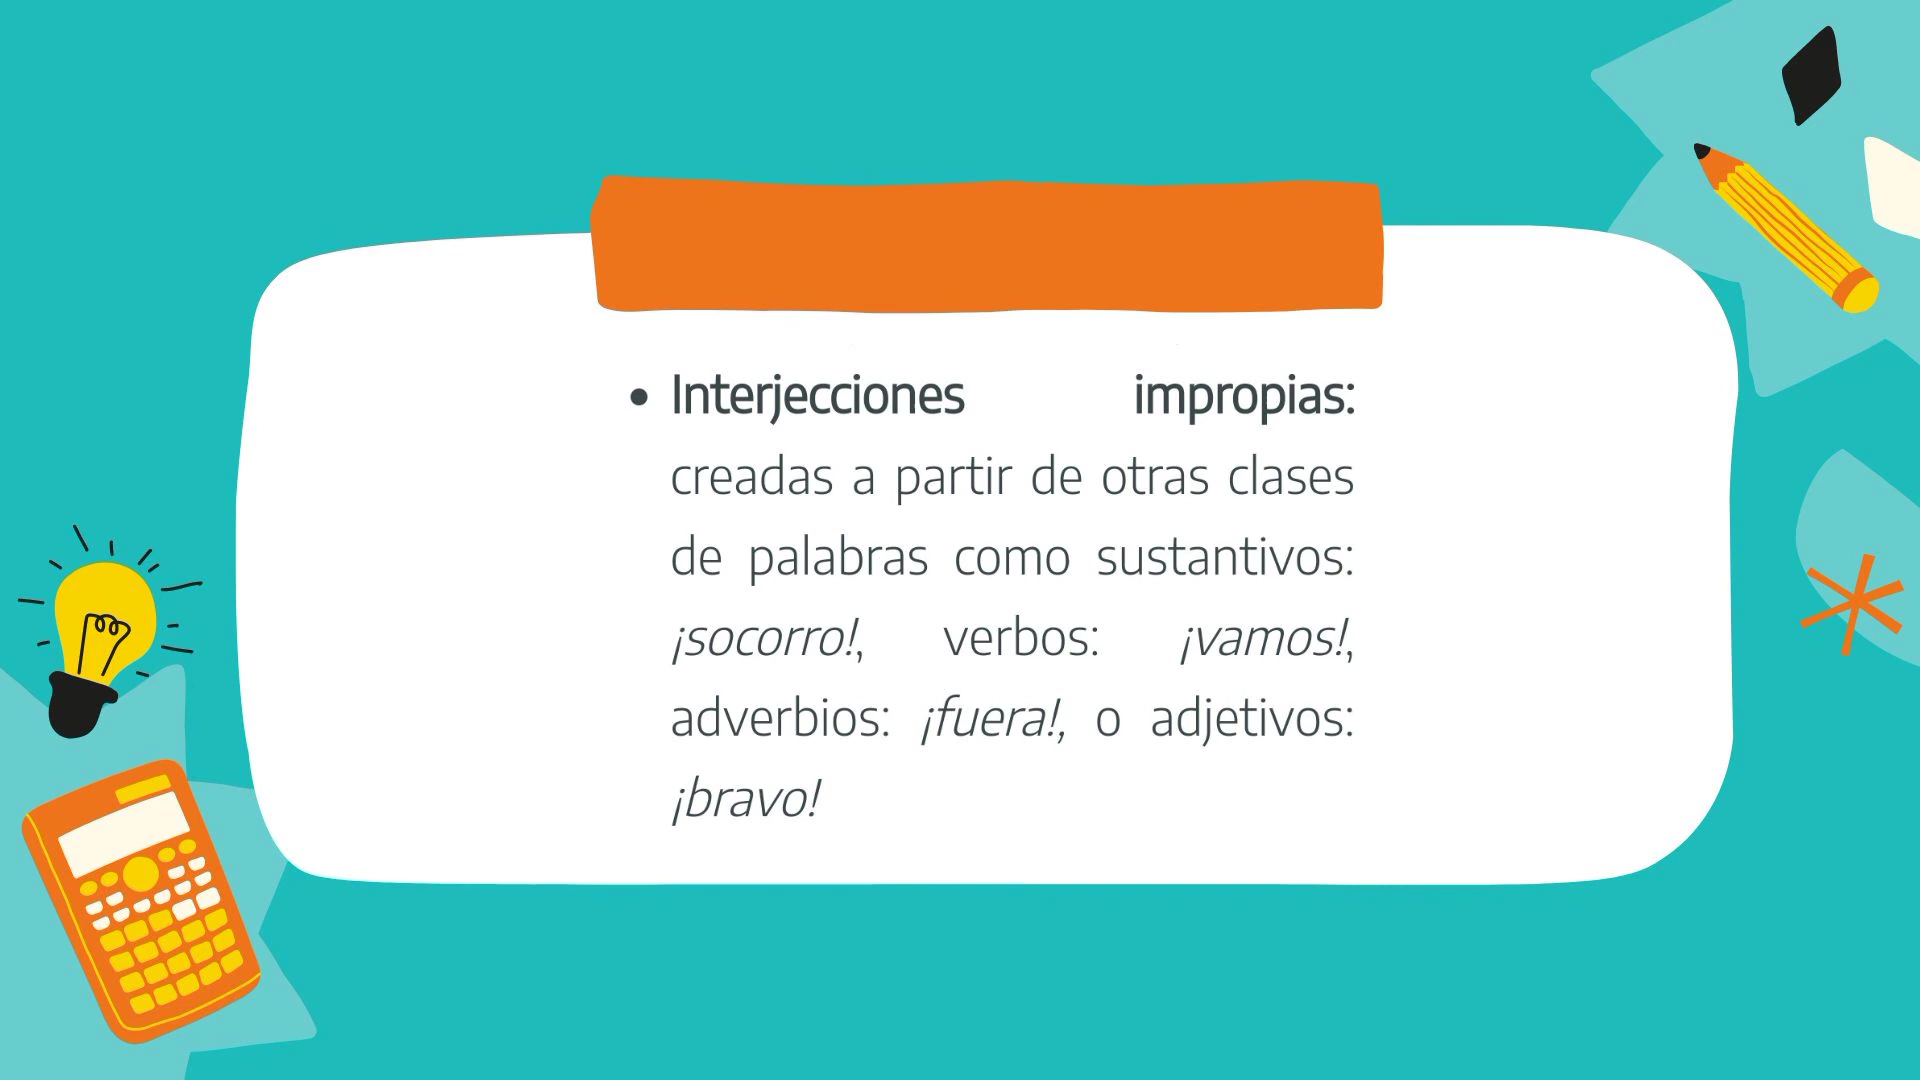 • Interjecciones impropias:
creadas a partir de otras clases
de palabras como sustantivos:
¡socorro!, verbos: ¡vamos!,
adverbios: ¡fuera!, o adjetivos:
¡bravo!